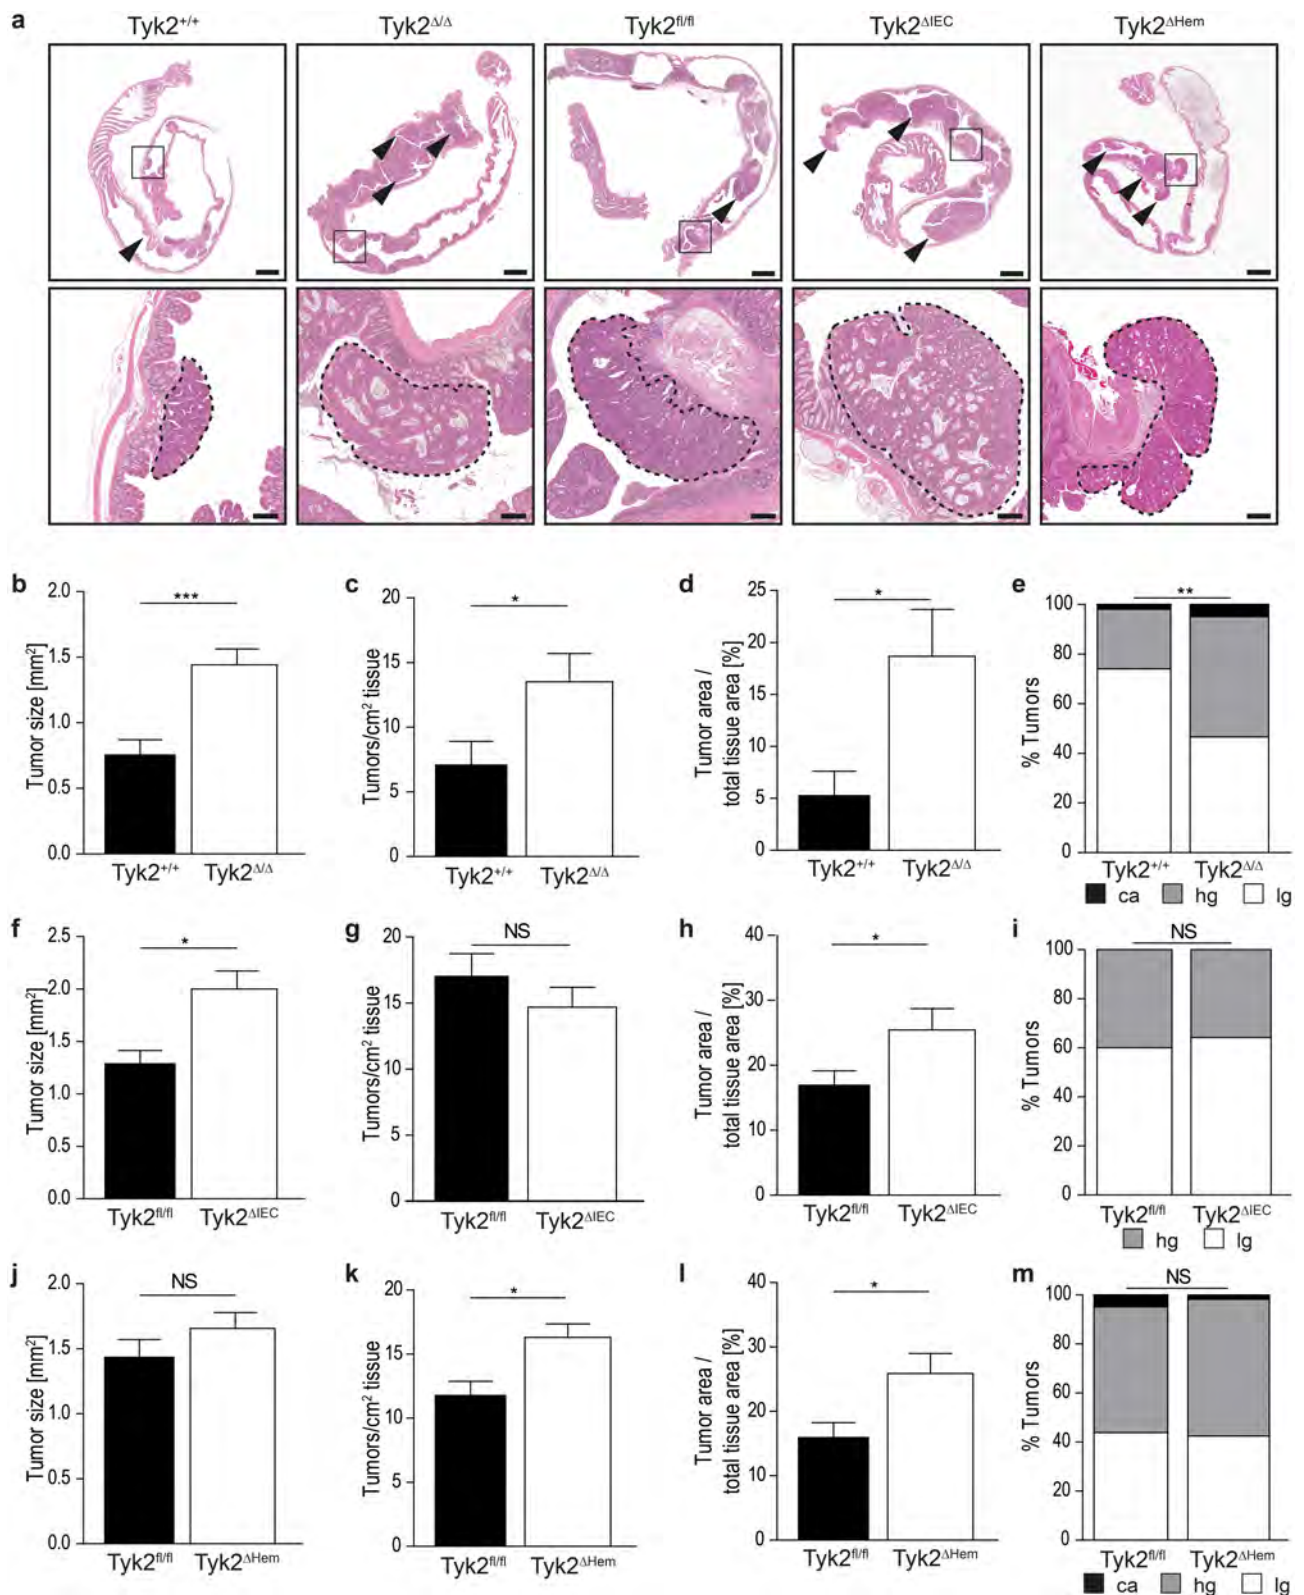 a
Tyk2+/+ Tyk2Δ/Δ Tyk2fl/fl Tyk2ΔIEC Tyk2ΔHem
b
2.0
1.5
1.0
0.5
0.0
Tumor size [mm2]
***
Tyk2+/+ Tyk2Δ/Δ
c
20
15
10
5
0
Tumors/cm2 tissue
*
Tyk2+/+ Tyk2Δ/Δ
d
25
20
15
10
5
0
Tumor area /
total tissue area [%]
*
Tyk2+/+ Tyk2Δ/Δ
e
100
80
60
40
20
0
% Tumors
**
Tyk2+/+ Tyk2Δ/Δ
ca hg lg
f
2.5
2.0
1.5
1.0
0.5
0.0
Tumor size [mm2]
*
Tyk2fl/fl Tyk2ΔIEC
g
20
15
10
5
0
Tumors/cm2 tissue
NS
Tyk2fl/fl Tyk2ΔIEC
h
40
30
20
10
0
Tumor area /
total tissue area [%]
*
Tyk2fl/fl Tyk2ΔIEC
i
100
80
60
40
20
0
% Tumors
NS
Tyk2fl/fl Tyk2ΔIEC
hg lg
j
2.0
1.5
1.0
0.5
0.0
Tumor size [mm2]
NS
Tyk2fl/fl Tyk2ΔHem
k
20
15
10
5
0
Tumors/cm2 tissue
*
Tyk2fl/fl Tyk2ΔHem
l
40
30
20
10
0
Tumor area /
total tissue area [%]
*
Tyk2fl/fl Tyk2ΔHem
m
100
80
60
40
20
0
% Tumors
NS
Tyk2fl/fl Tyk2ΔHem
ca hg lg